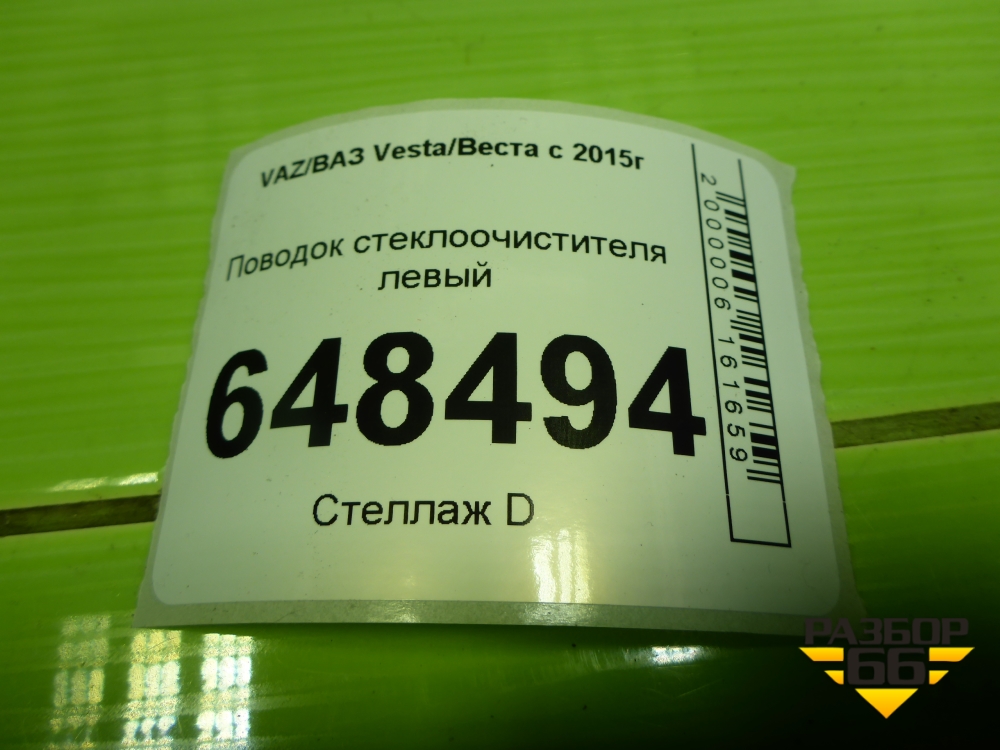 VAZ/ВАЗ Vesta/Веста с 2015г
Поводок стеклоочистителя
левый
648494
Стеллаж D
2000006161659
РАЗБОР
66